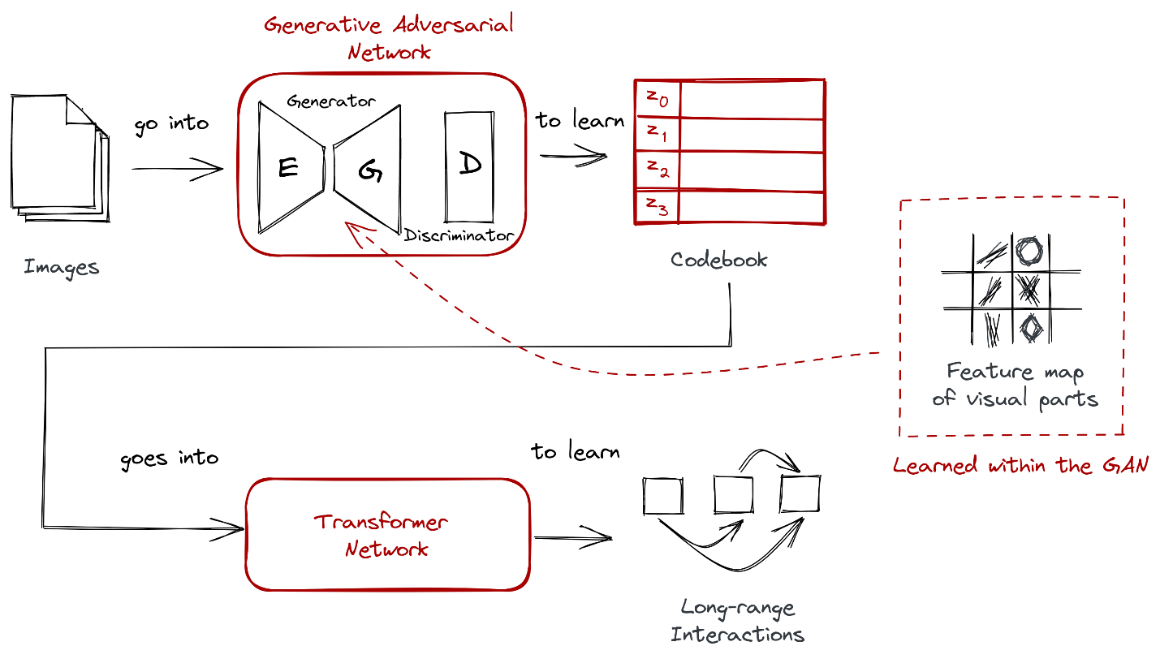 Generative Adversarial
Network
Images
go into
Generator
E
G
D
Discriminator
to learn
z0
z1
z2
z3
Codebook
Feature map
of visual parts
Learned within the GAN
goes into
Transformer
Network
to learn
Long-range
Interactions